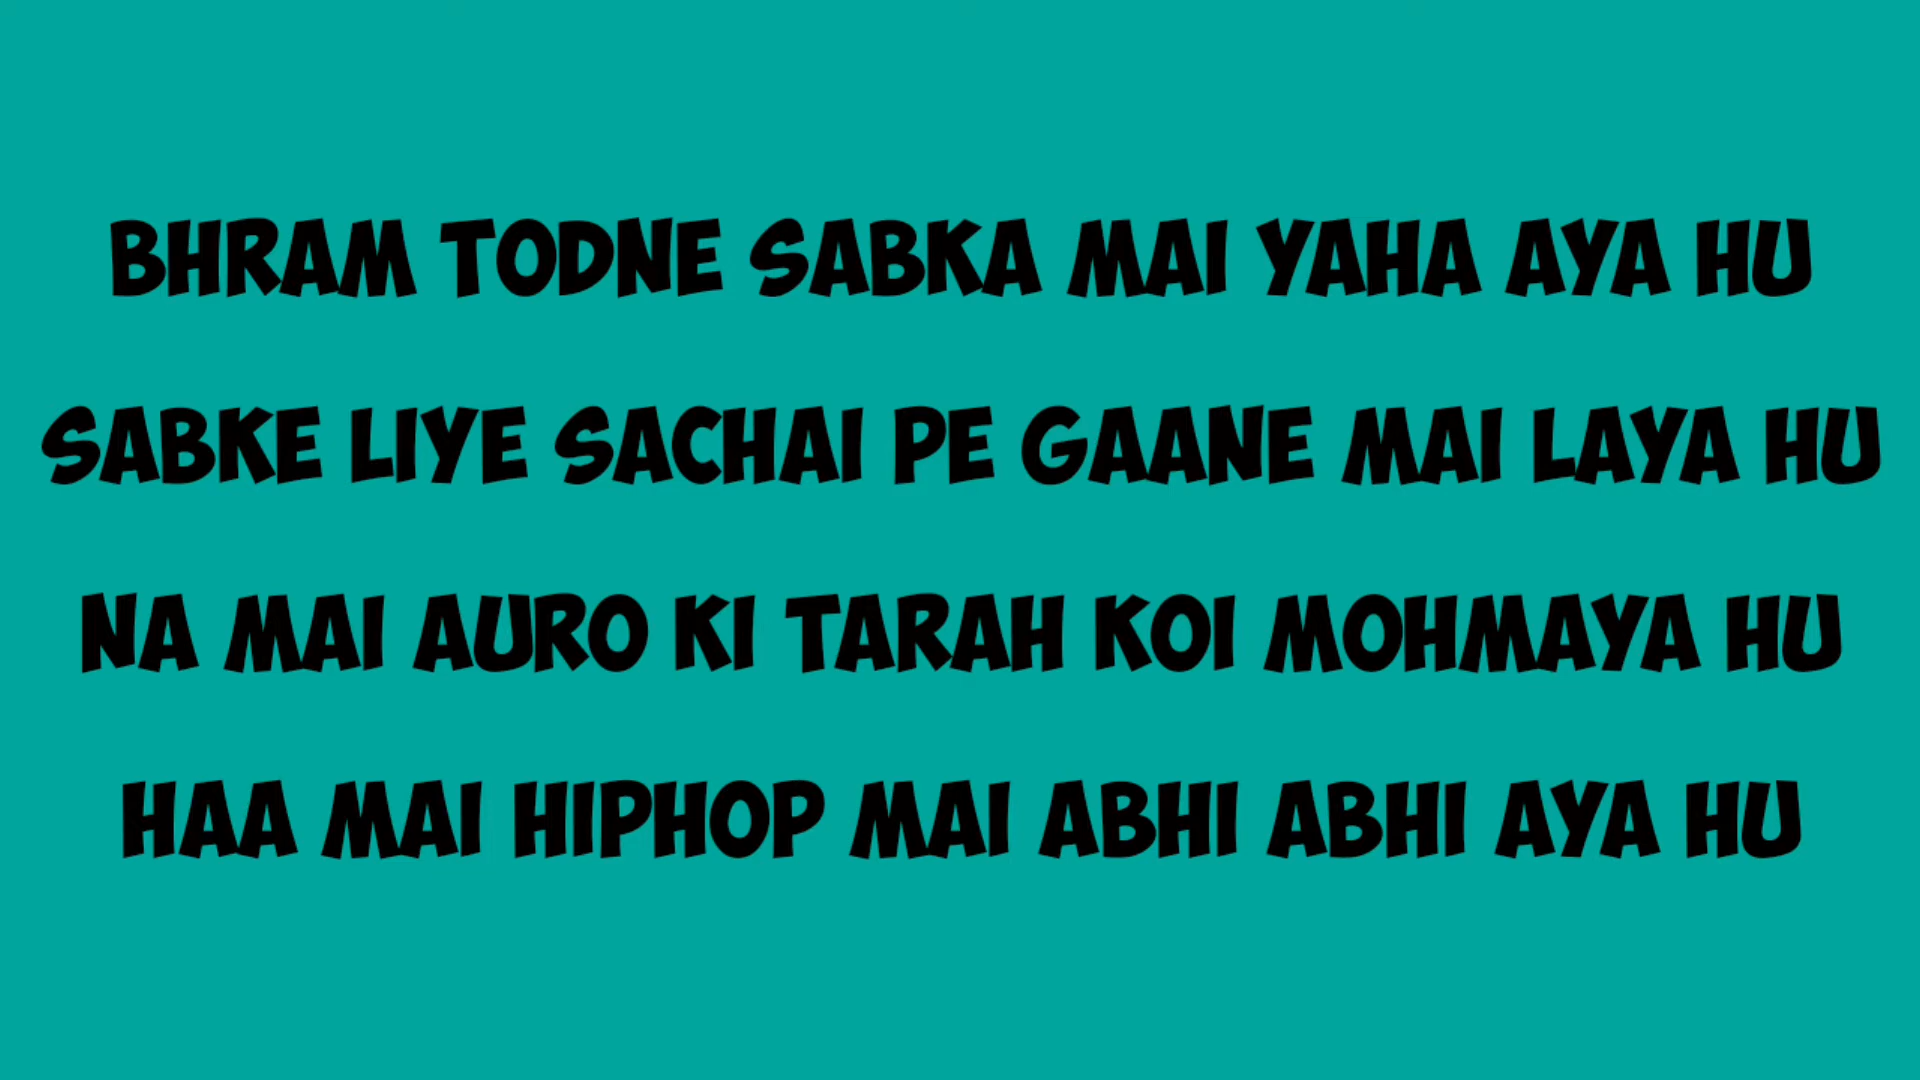 BHRAM TODNE SABKA MAI YAHA AYA HU
SABKE LIYE SACHAI PE GAANE MAI LAYA HU
NA MAI AURO KI TARAH KOI MOHMAYA HU
HAA MAI HIPHOP MAI ABHI ABHI AYA HU